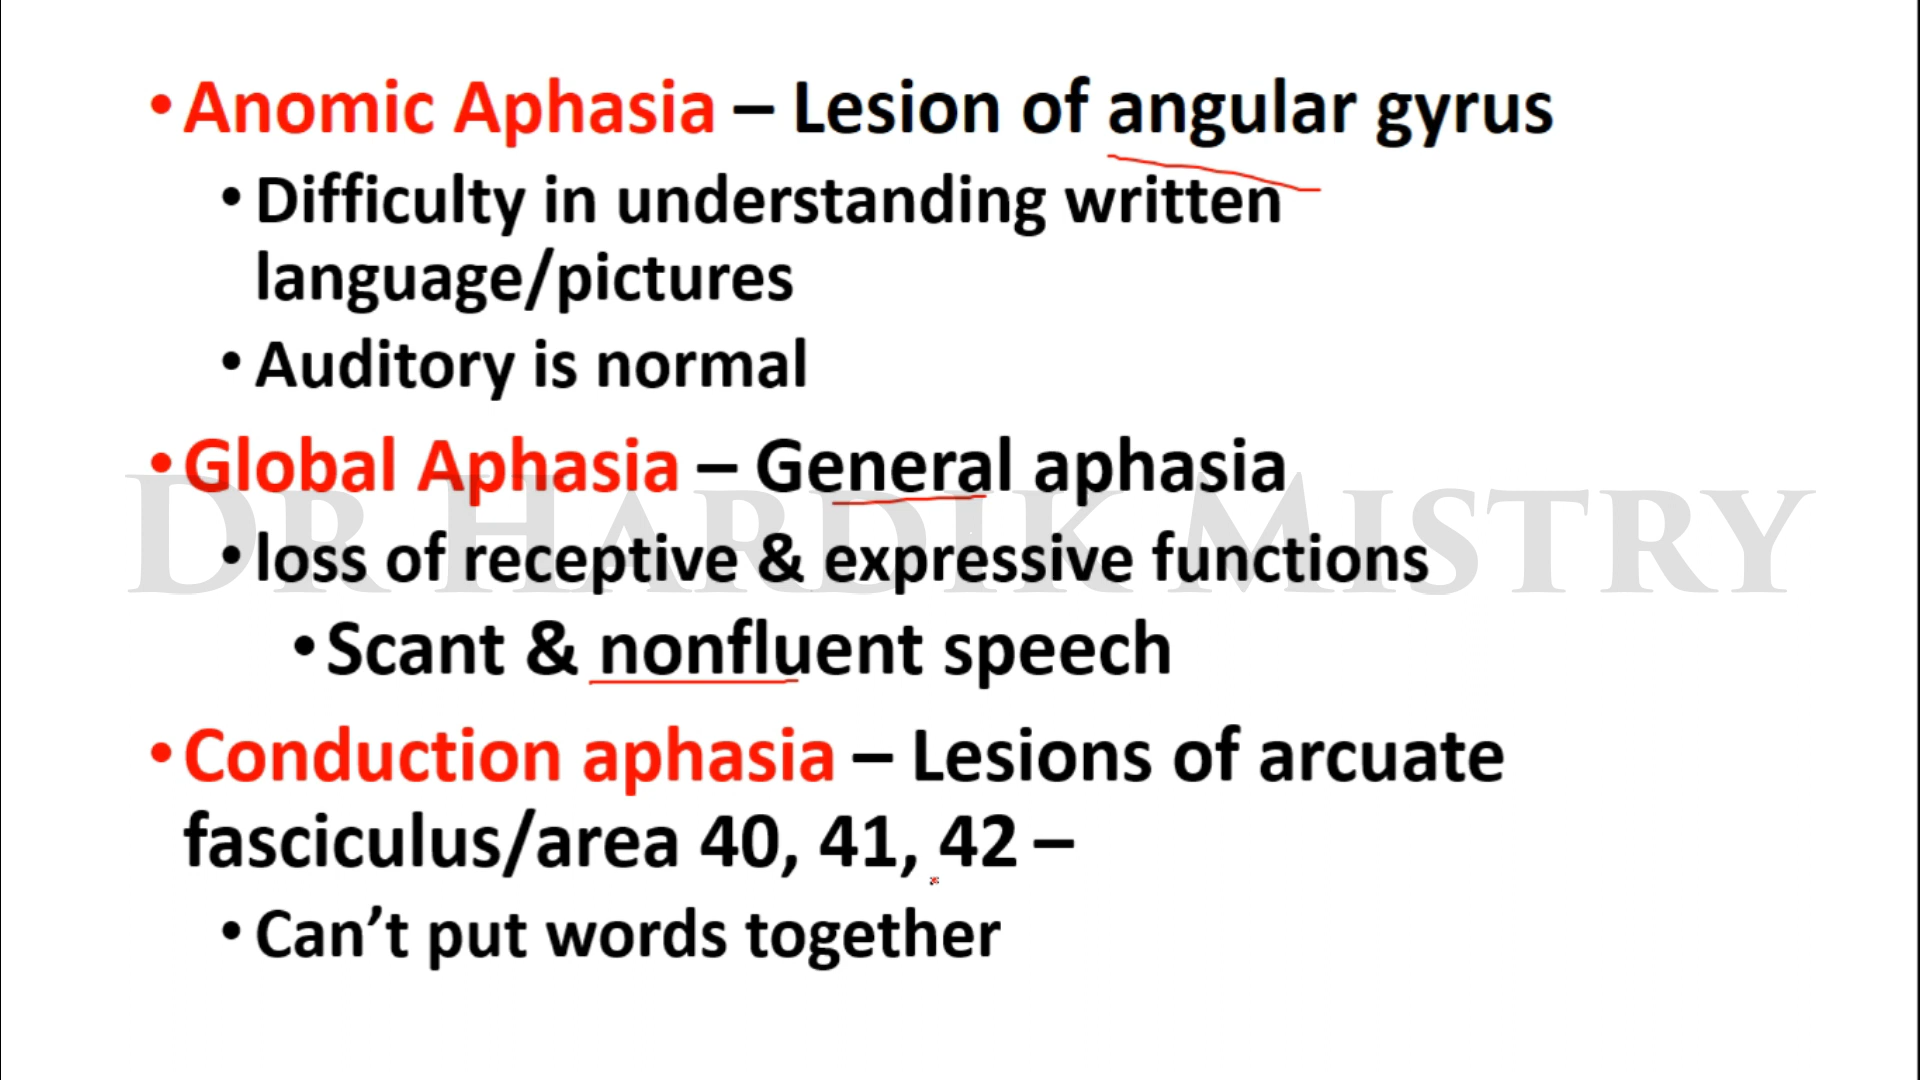 • Anomic Aphasia – Lesion of angular gyrus
• Difficulty in understanding written
language/pictures
• Auditory is normal
• Global Aphasia – General aphasia
DR HARDIK MISTRY
• loss of receptive & expressive functions
• Scant & nonfluent speech
• Conduction aphasia – Lesions of arcuate
fasciculus/area 40, 41, 42 –
• Can’t put words together